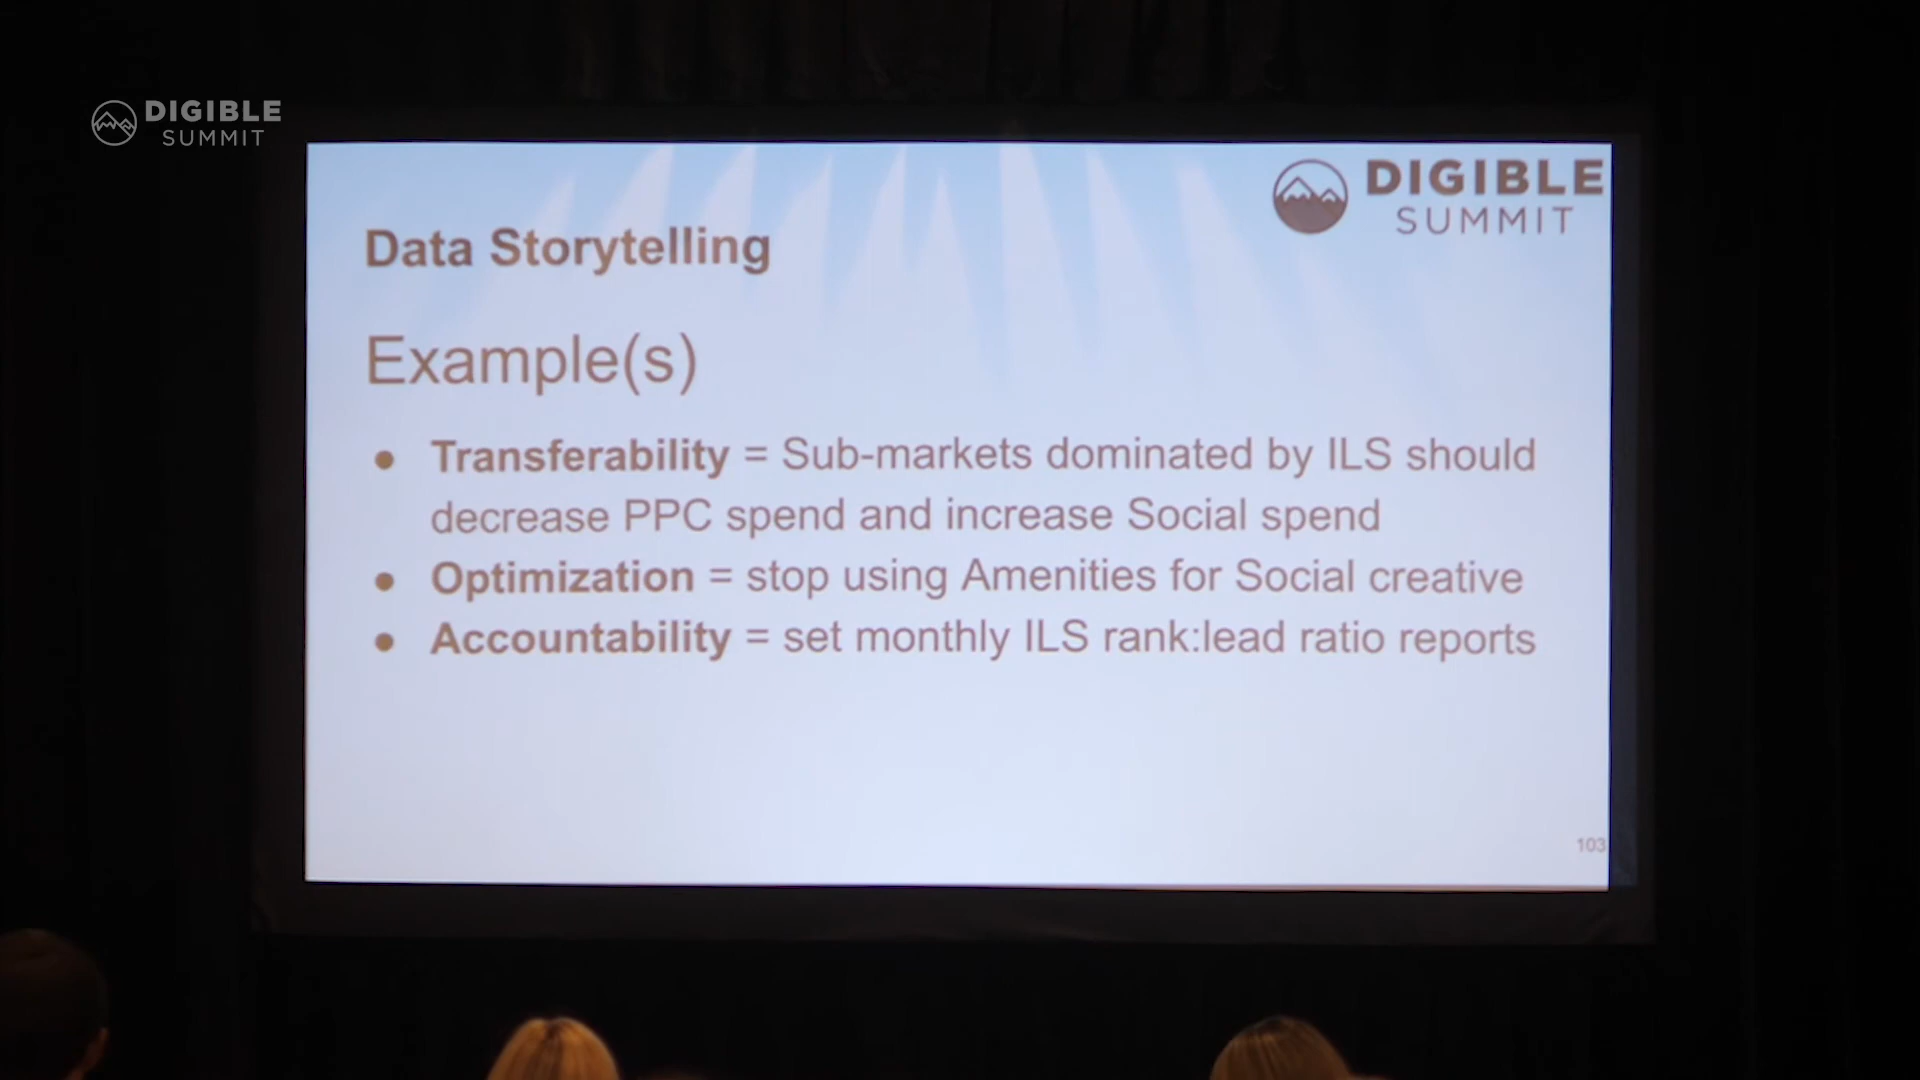 DIGIBLE
SUMMIT
DIGIBLE
SUMMIT
Data Storytelling
Example(s)
● Transferability = Sub-markets dominated by ILS should
decrease PPC spend and increase Social spend
● Optimization = stop using Amenities for Social creative
● Accountability = set monthly ILS rank:lead ratio reports
103